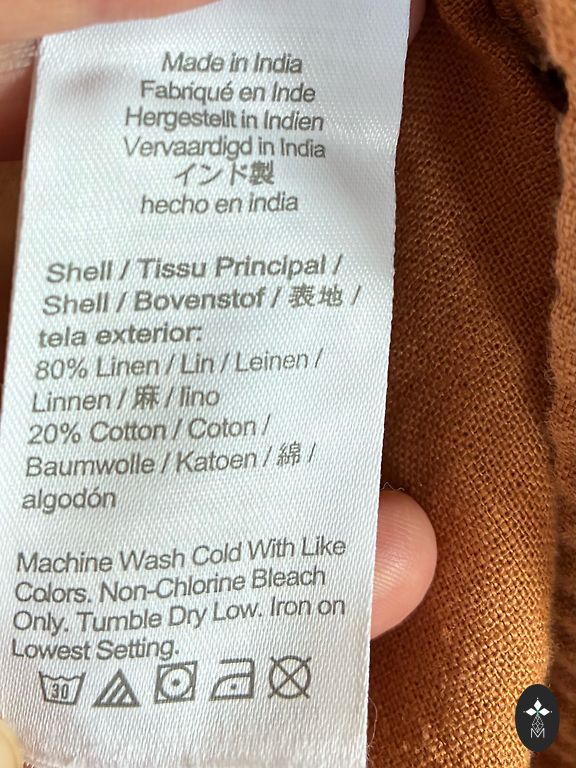 Made in India
Fabriqué en Inde
Hergestellt in Indien
Vervaardigd in India
インド製
hecho en india
Shell / Tissu Principal /
Shell / Bovenstof / 表地 /
tela exterior:
80% Linen / Lin / Leinen /
Linnen / 麻 / lino
20% Cotton / Coton /
Baumwolle / Katoen / 綿 /
algodón
Machine Wash Cold With Like
Colors. Non-Chlorine Bleach
Only. Tumble Dry Low. Iron on
Lowest Setting.
30
M